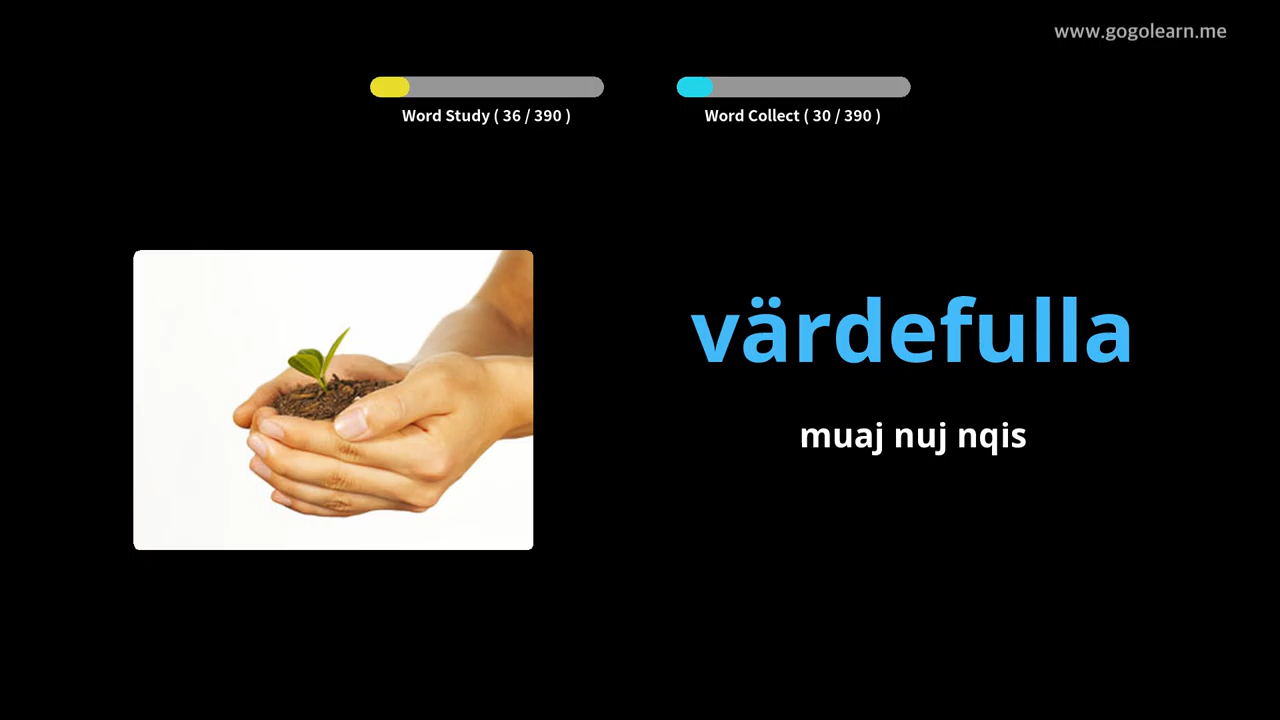 www.gogolearn.me
Word Study ( 36 / 390 )
Word Collect ( 30 / 390 )
värdefulla
muaj nuj nqis